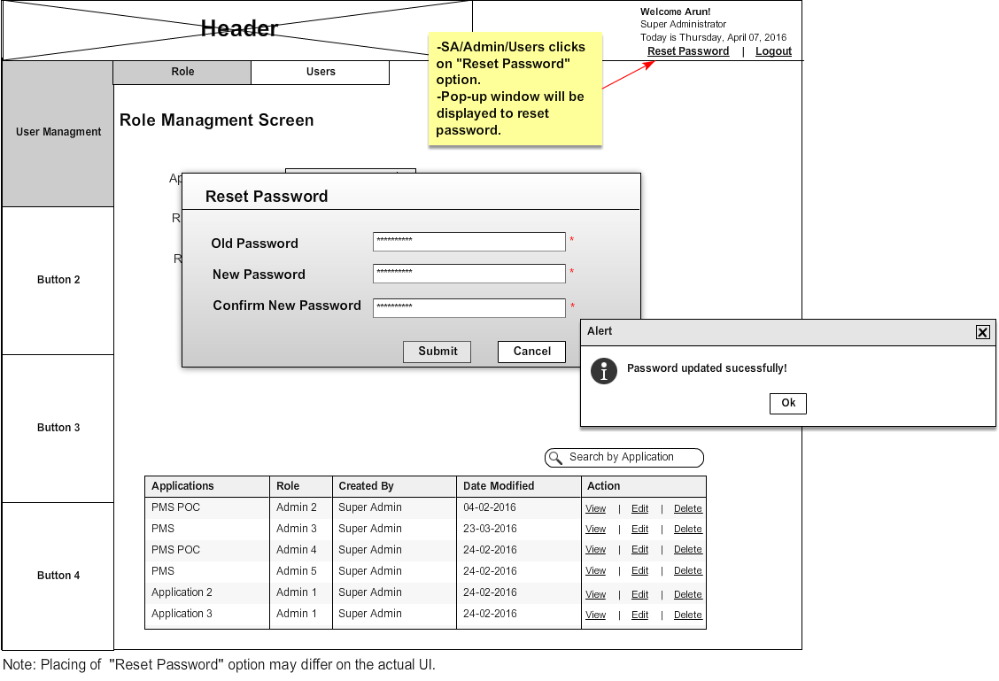 Header
Welcome Arun!
Super Administrator
Today is Thursday, April 07, 2016
Reset Password | Logout
-SA/Admin/Users clicks
on "Reset Password"
option.
-Pop-up window will be
displayed to reset
password.
Role Users
User Managment
Button 2
Button 3
Button 4
Role Managment Screen
Ap
R
R
Reset Password
Old Password ********** *
New Password ********** *
Confirm New Password ********** *
Submit Cancel
Alert
Password updated sucessfully!
Ok
Search by Application
Applications Role Created By Date Modified Action
PMS POC Admin 2 Super Admin 04-02-2016 View | Edit | Delete
PMS Admin 3 Super Admin 23-03-2016 View | Edit | Delete
PMS POC Admin 4 Super Admin 24-02-2016 View | Edit | Delete
PMS Admin 5 Super Admin 24-02-2016 View | Edit | Delete
Application 2 Admin 1 Super Admin 24-02-2016 View | Edit | Delete
Application 3 Admin 1 Super Admin 24-02-2016 View | Edit | Delete
Note: Placing of "Reset Password" option may differ on the actual UI.